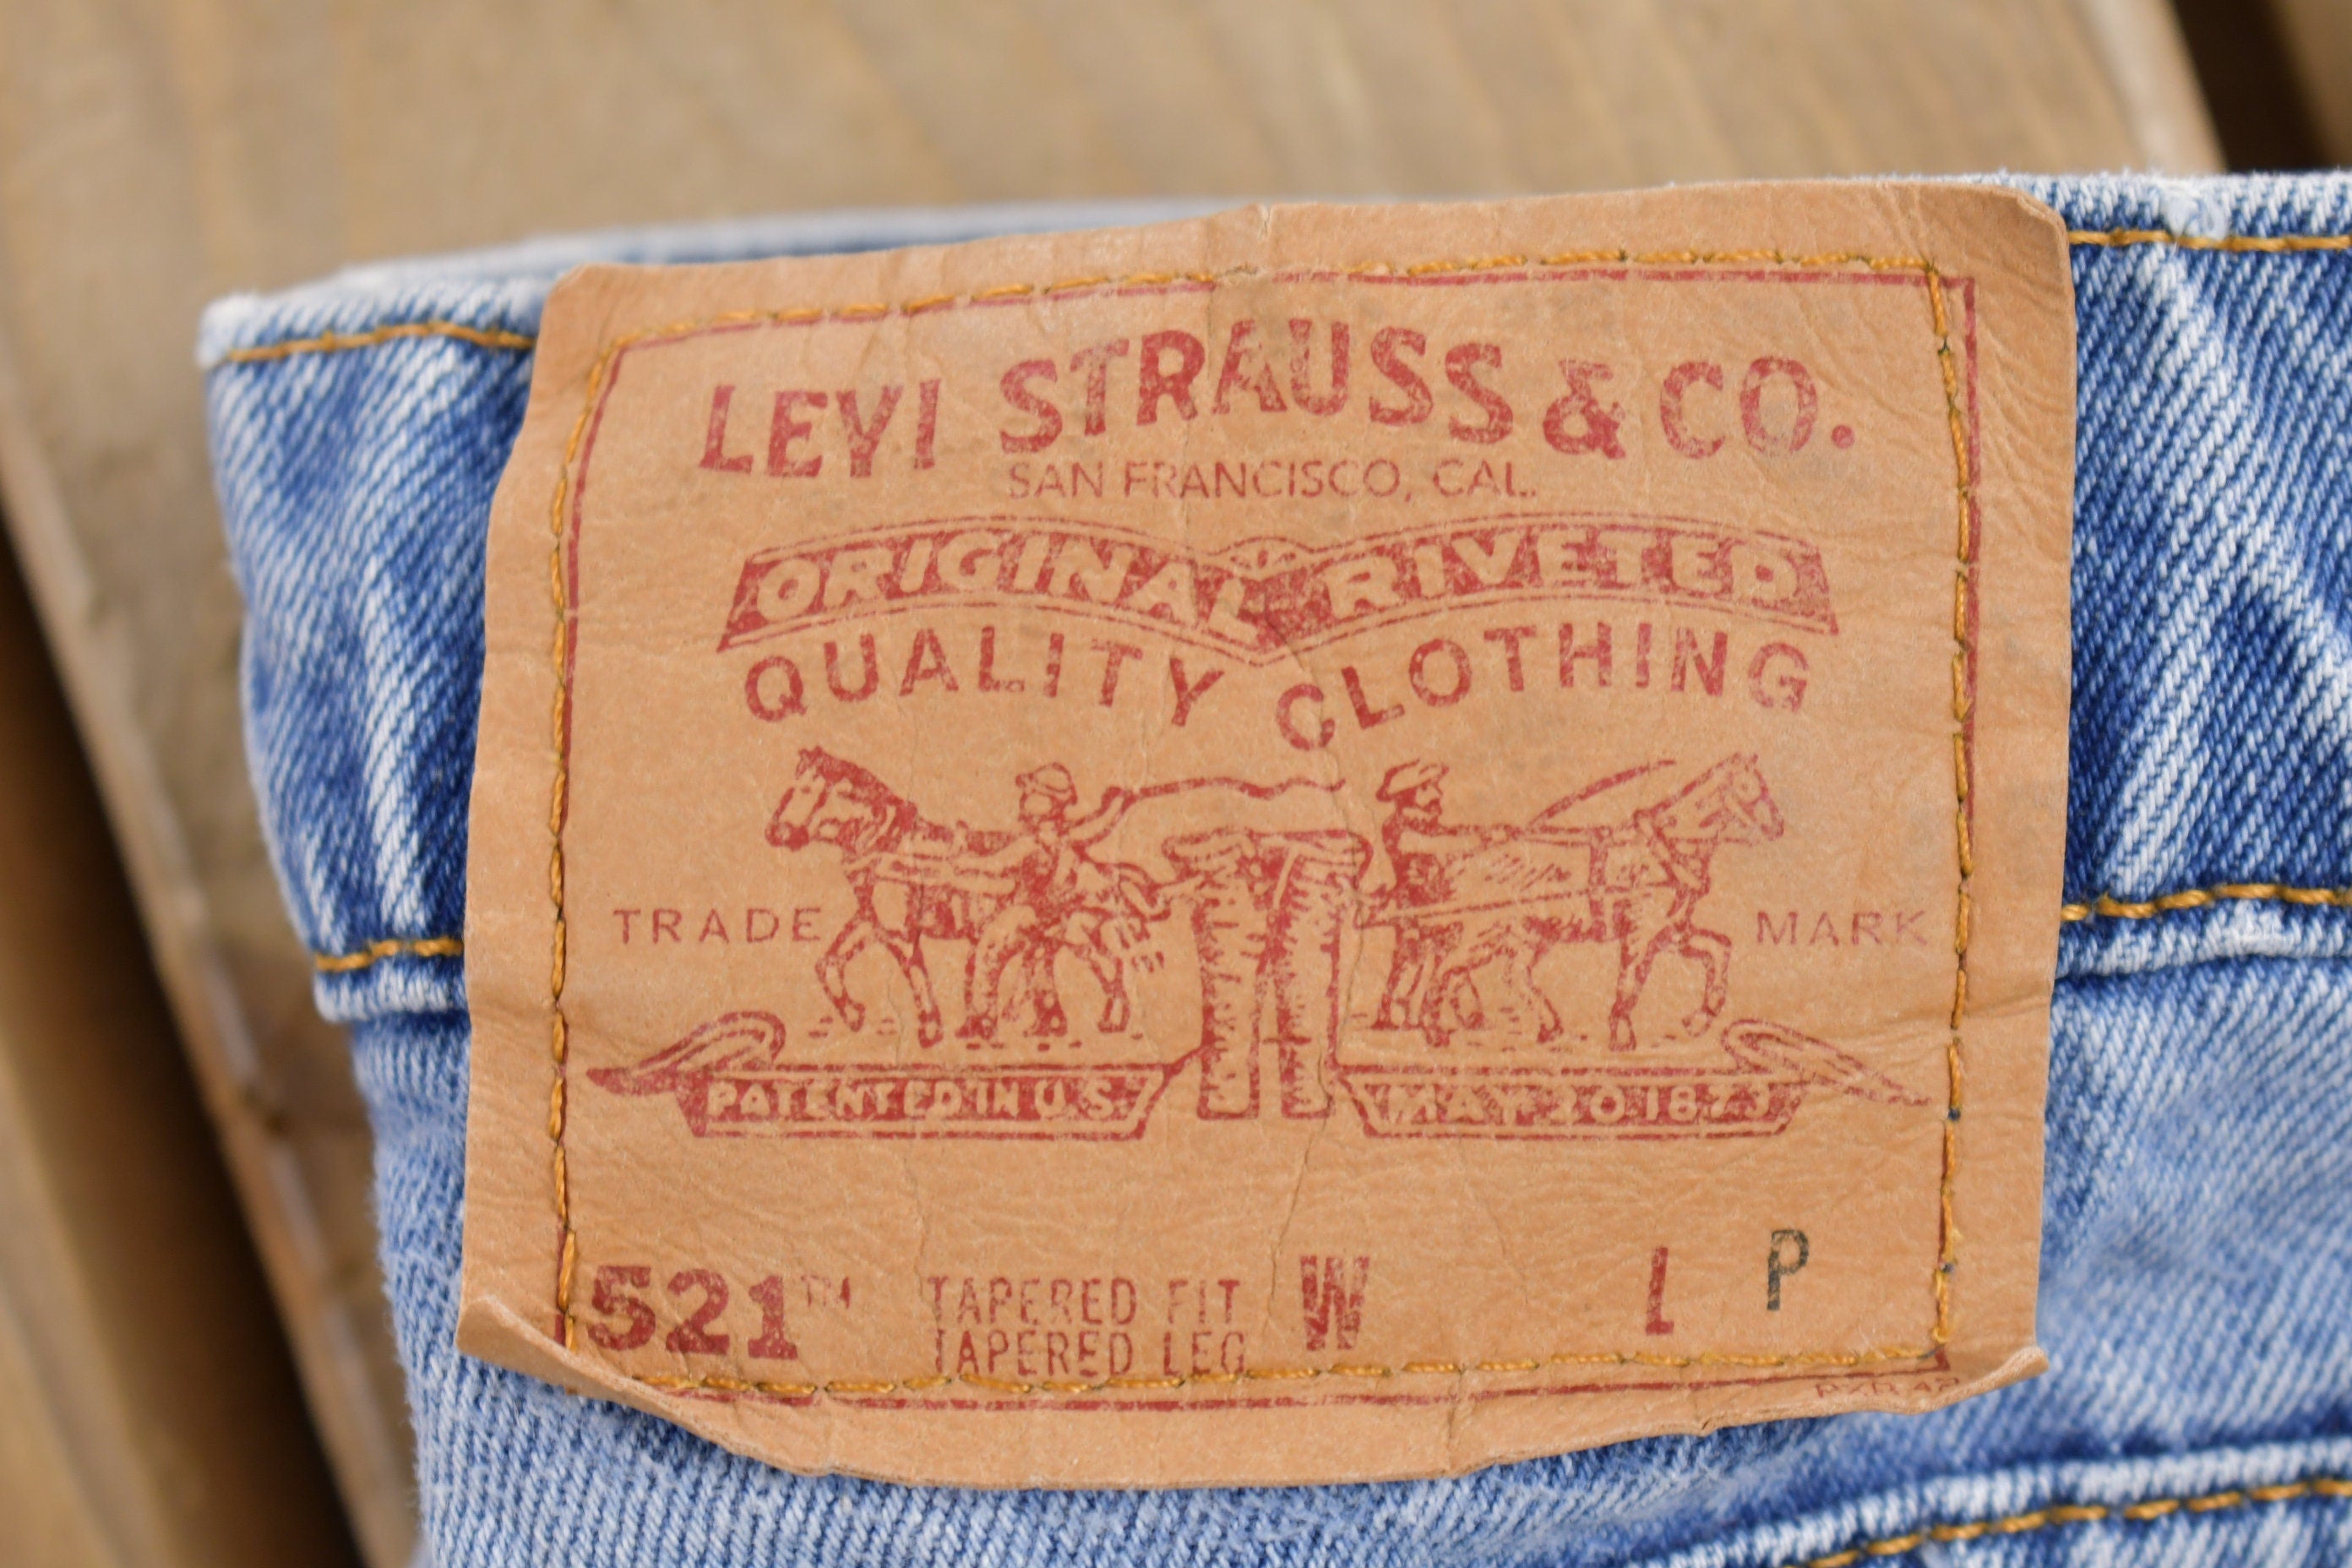 LEVI STRAUSS & CO.
SAN FRANCISCO, CAL.
ORIGINAL RIVETED
QUALITY CLOTHING
TRADE MARK
PATENTED IN U.S. MAY 20 1873
521™ TAPERED FIT W L P
TAPERED LEG